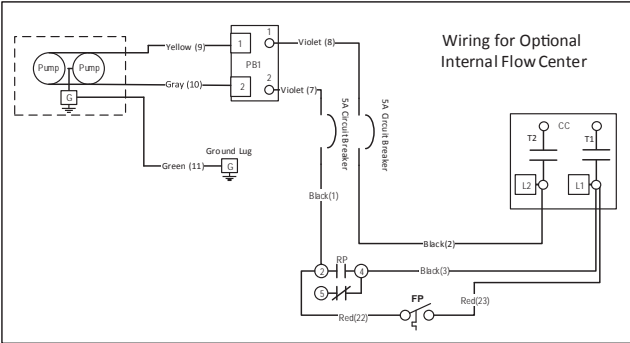 Wiring for Optional
Internal Flow Center
Yellow (9)
1
1
Violet (8)
PB1
Pump
Pump
Gray (10)
2
2
Violet (7)
G
5A Circuit Breaker
5A Circuit Breaker
CC
T2
T1
L2
L1
Ground Lug
Green (11)
G
Black(1)
Black(2)
RP
2
4
Black(3)
5
FP
Red(23)
Red(22)